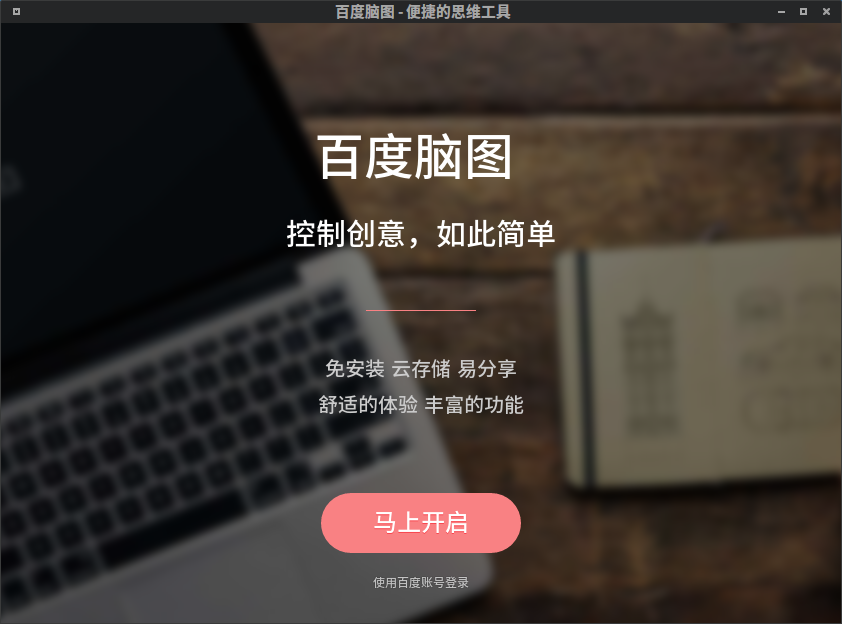 百度脑图 - 便捷的思维工具
百度脑图
控制创意，如此简单
免安装 云存储 易分享
舒适的体验 丰富的功能
马上开启
使用百度账号登录